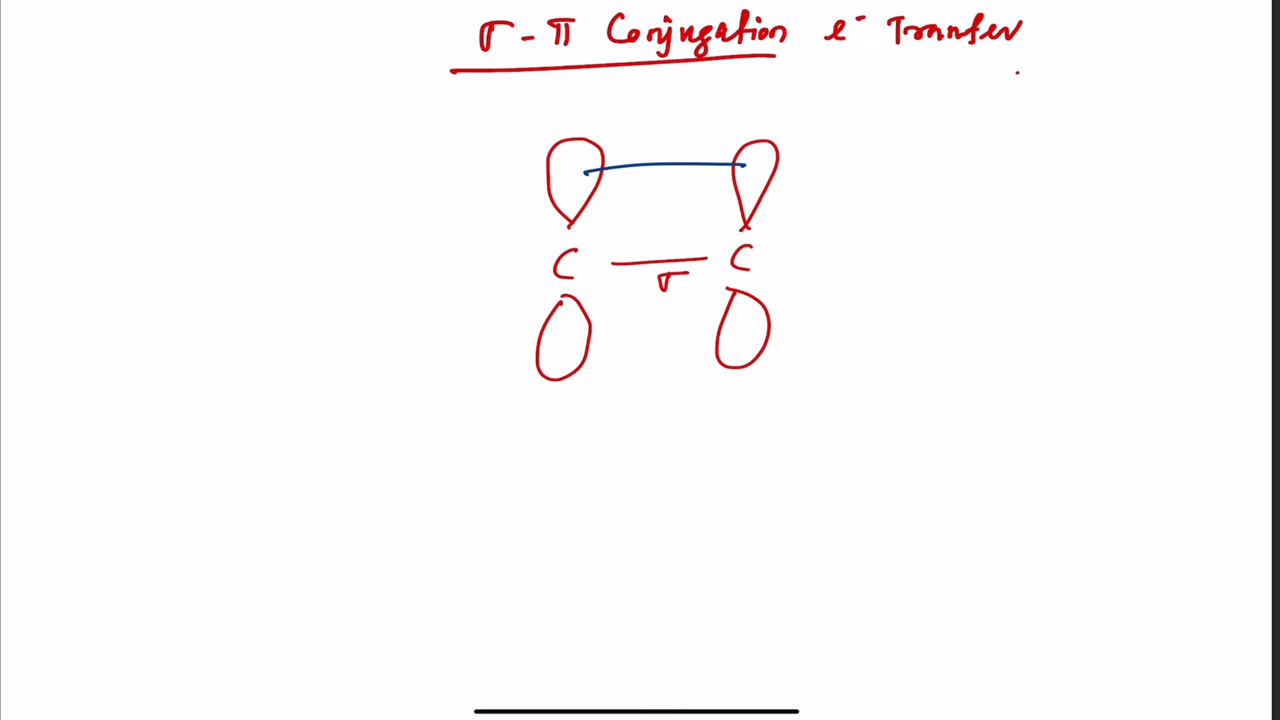 σ - π Conjugation e⁻ Transfer
C C
σ